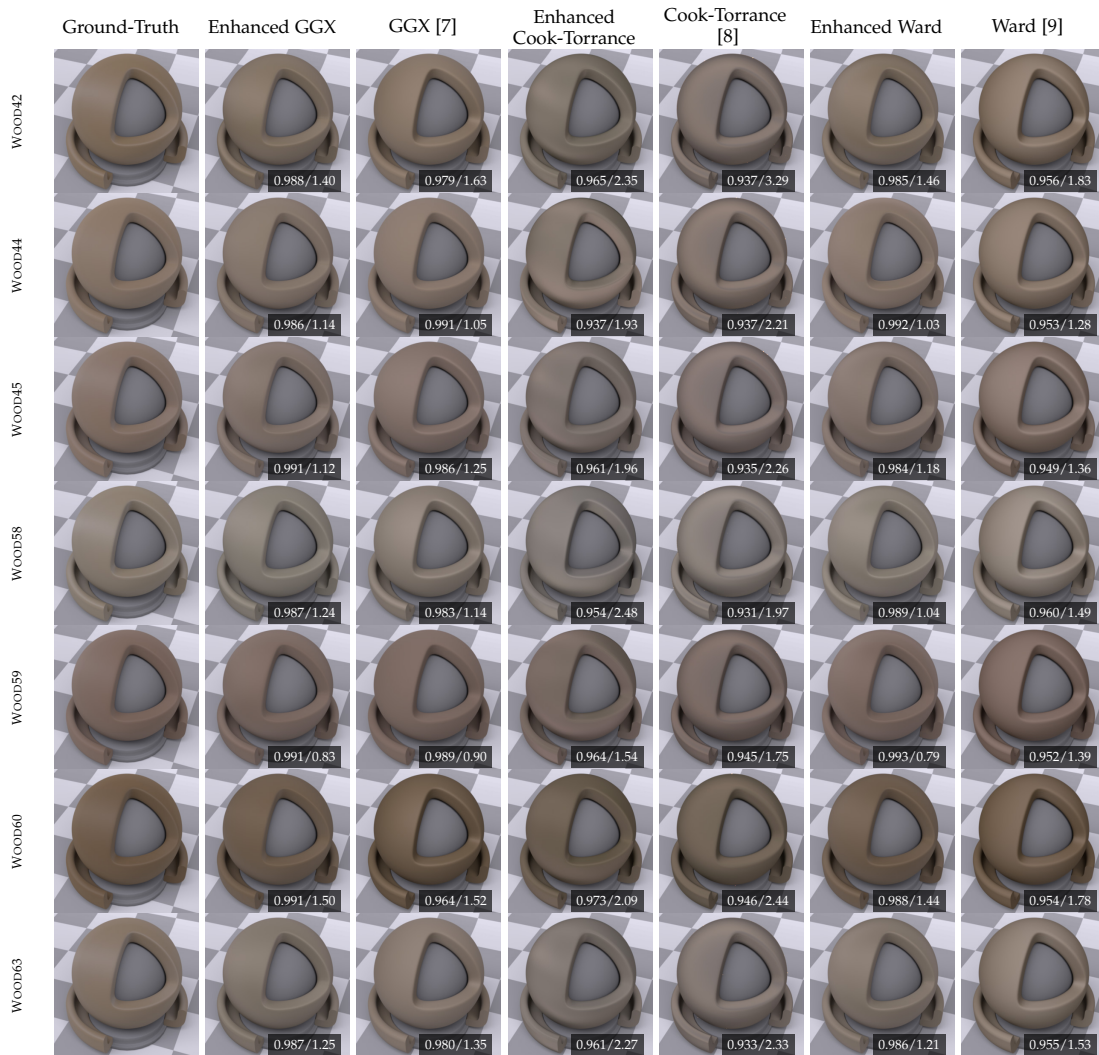 Ground-Truth Enhanced GGX GGX [7] Enhanced Cook-Torrance Cook-Torrance [8] Enhanced Ward Ward [9]
WOOD42
0.988/1.40 0.979/1.63 0.965/2.35 0.937/3.29 0.985/1.46 0.956/1.83
WOOD44
0.986/1.14 0.991/1.05 0.937/1.93 0.937/2.21 0.992/1.03 0.953/1.28
WOOD45
0.991/1.12 0.986/1.25 0.961/1.96 0.935/2.26 0.984/1.18 0.949/1.36
WOOD58
0.987/1.24 0.983/1.14 0.954/2.48 0.931/1.97 0.989/1.04 0.960/1.49
WOOD59
0.991/0.83 0.989/0.90 0.964/1.54 0.945/1.75 0.993/0.79 0.952/1.39
WOOD60
0.991/1.50 0.964/1.52 0.973/2.09 0.946/2.44 0.988/1.44 0.954/1.78
WOOD63
0.987/1.25 0.980/1.35 0.961/2.27 0.933/2.33 0.986/1.21 0.955/1.53